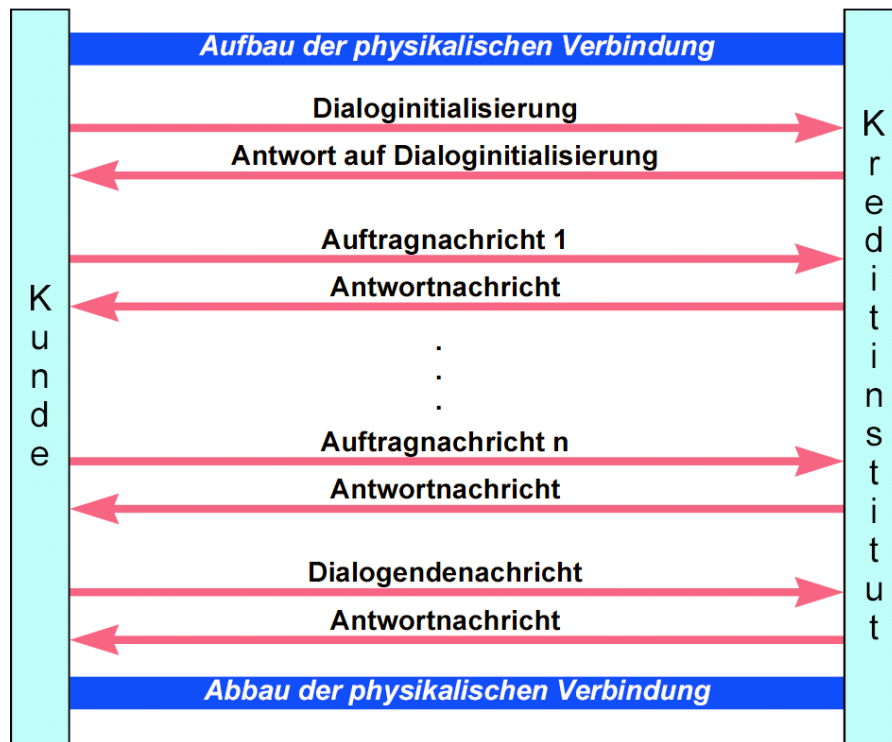 Aufbau der physikalischen Verbindung
Dialoginitialisierung
Antwort auf Dialoginitialisierung
Auftragnachricht 1
Antwortnachricht
.
.
.
Auftragnachricht n
Antwortnachricht
Dialogendenachricht
Antwortnachricht
Abbau der physikalischen Verbindung
Kunde
Kreditinstitut